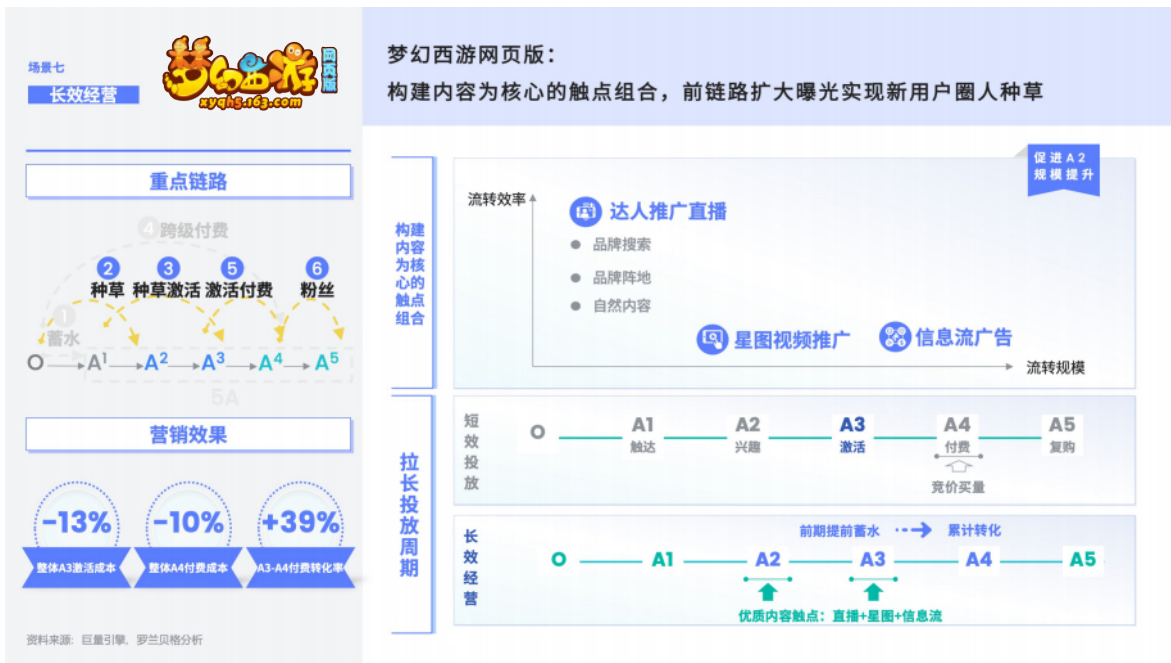 场景七
长效经营
梦幻西游
网页版
xyqhs.163.com
梦幻西游网页版：
构建内容为核心的触点组合，前链路扩大曝光实现新用户圈人种草
重点链路
4 跨级付费
2 3 5 6
种草 种草激活 激活付费 粉丝
1
蓄水
O A1 A2 A3 A4 A5
5A
营销效果
-13% -10% +39%
整体A3激活成本 整体A4付费成本 A3-A4付费转化率
资料来源：巨量引擎，罗兰贝格分析
构建
内容
为核
心的
触点
组合
促进A2
规模提升
流转效率
达人推广直播
品牌搜索
品牌阵地
自然内容
星图视频推广 信息流广告
流转规模
拉长投放周期
短效投放
O A1 A2 A3 A4 A5
触达 兴趣 激活 付费 复购
竞价买量
长效经营
前期提前蓄水 累计转化
O A1 A2 A3 A4 A5
优质内容触点：直播+星图+信息流